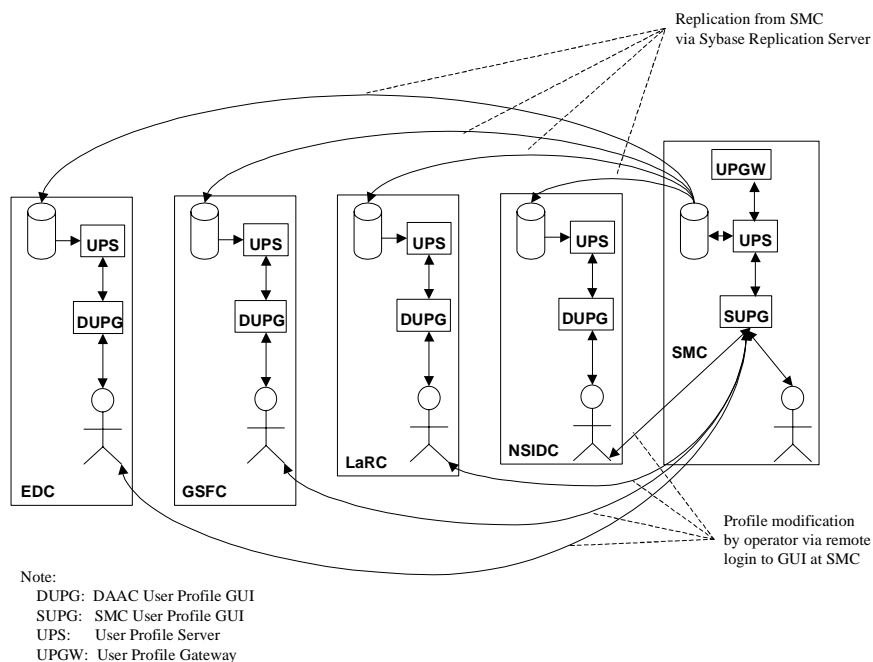 Replication from SMC
via Sybase Replication Server
UPGW
UPS
UPS
UPS
UPS
UPS
DUPG
DUPG
DUPG
DUPG
SUPG
SMC
NSIDC
LaRC
EDC
GSFC
Profile modification
by operator via remote
login to GUI at SMC
Note:
DUPG: DAAC User Profile GUI
SUPG: SMC User Profile GUI
UPS: User Profile Server
UPGW: User Profile Gateway